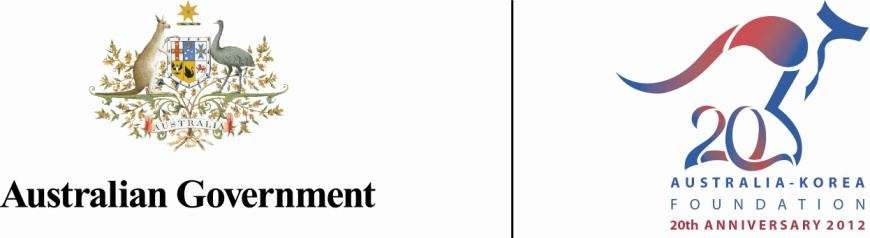 AUSTRALIA
Australian Government
20
AUSTRALIA-KOREA
FOUNDATION
20th ANNIVERSARY 2012